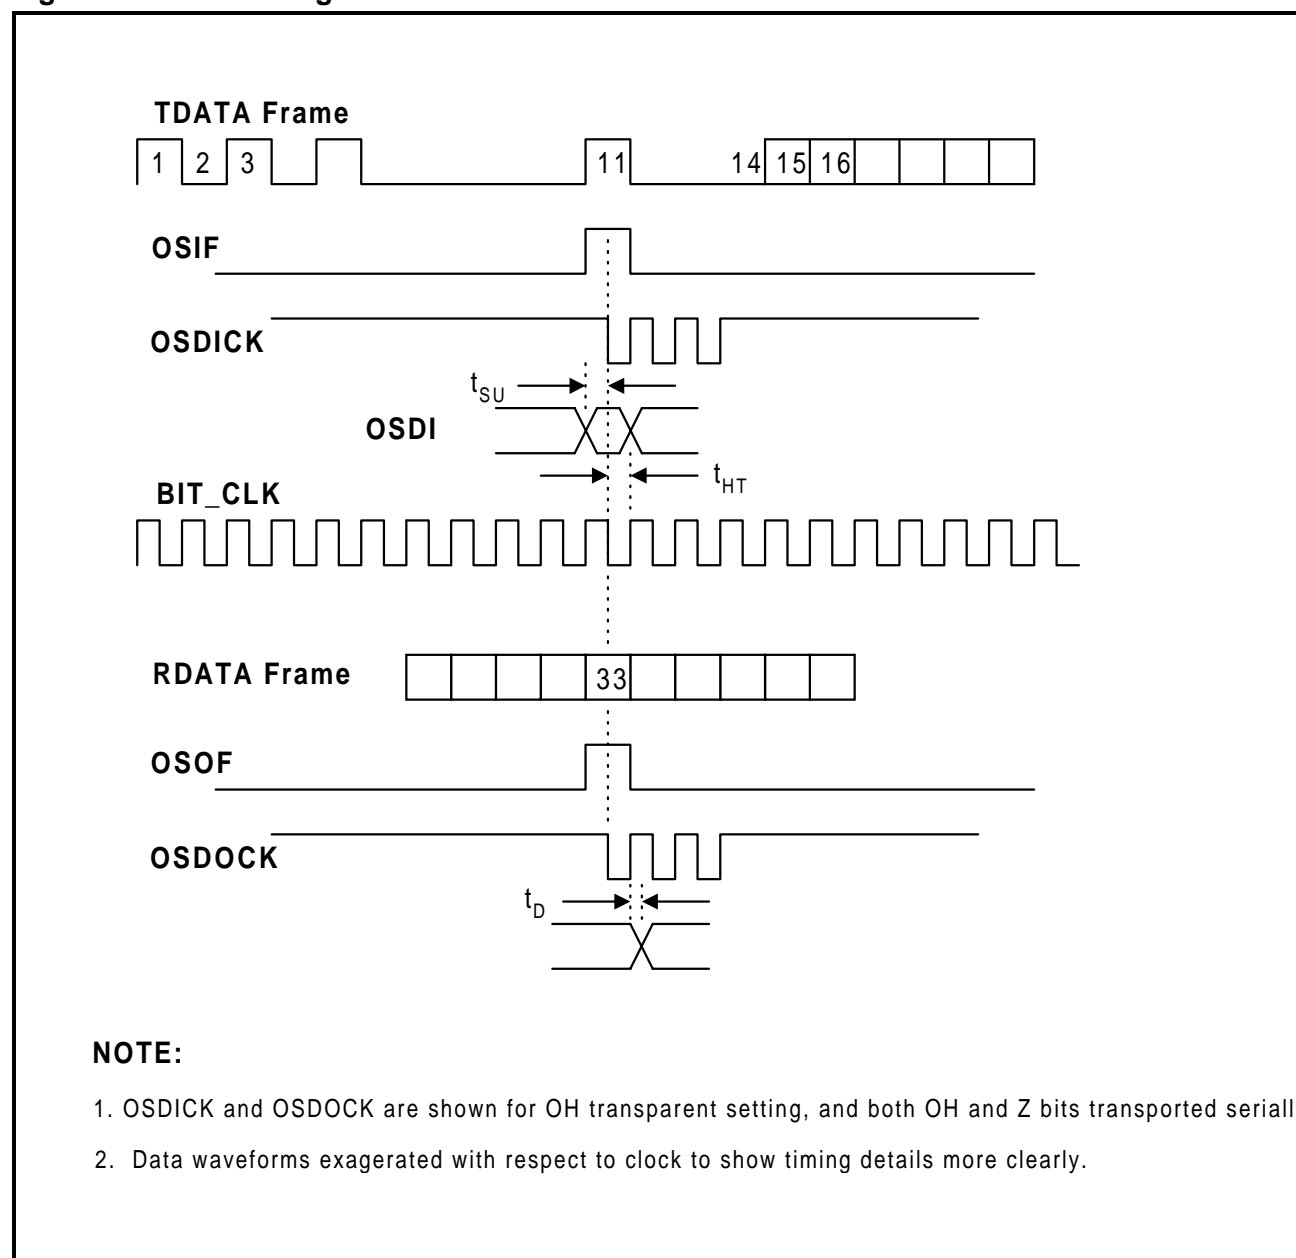 TDATA Frame
1 2 3 11 14 15 16
OSIF
OSDICK
tSU
OSDI
tHT
BIT_CLK
RDATA Frame
33
OSOF
OSDOCK
tD
NOTE:
1. OSDICK and OSDOCK are shown for OH transparent setting, and both OH and Z bits transported seriall
2. Data waveforms exagerated with respect to clock to show timing details more clearly.